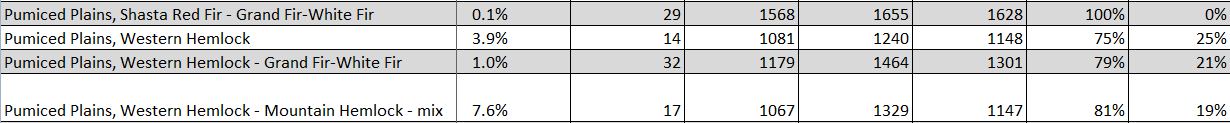 Pumiced Plains, Shasta Red Fir - Grand Fir-White Fir 0.1% 29 1568 1655 1628 100% 0%
Pumiced Plains, Western Hemlock 3.9% 14 1081 1240 1148 75% 25%
Pumiced Plains, Western Hemlock - Grand Fir-White Fir 1.0% 32 1179 1464 1301 79% 21%
Pumiced Plains, Western Hemlock - Mountain Hemlock - mix 7.6% 17 1067 1329 1147 81% 19%